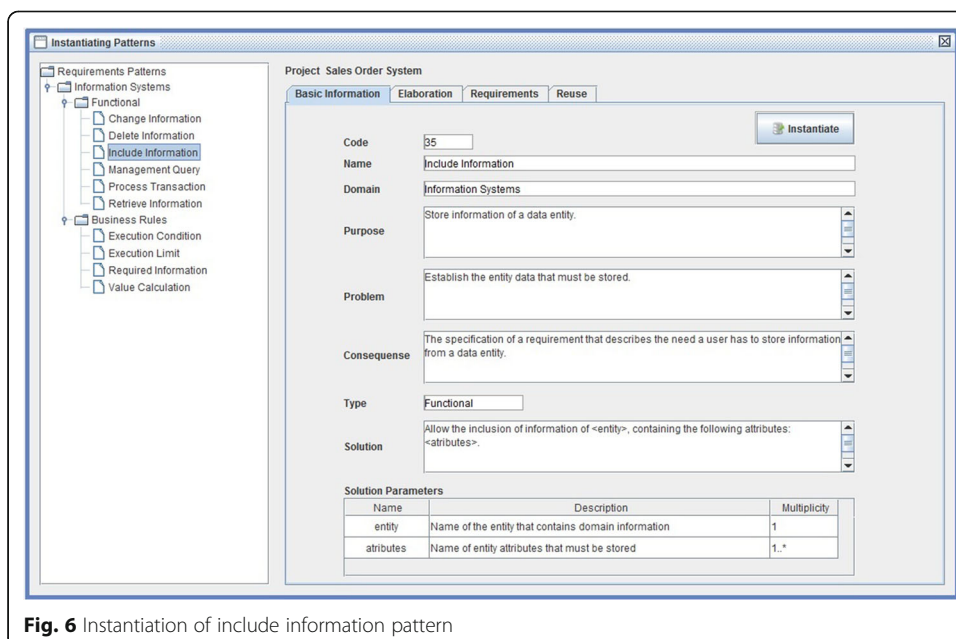 Instantiating Patterns
Requirements Patterns
Information Systems
Functional
Change Information
Delete Information
Include Information
Management Query
Process Transaction
Retrieve Information
Business Rules
Execution Condition
Execution Limit
Required Information
Value Calculation
Project Sales Order System
Basic Information Elaboration Requirements Reuse
Instantiate
Code 35
Name Include Information
Domain Information Systems
Purpose Store information of a data entity.
Problem Establish the entity data that must be stored.
Consequense The specification of a requirement that describes the need a user has to store information
from a data entity.
Type Functional
Solution Allow the inclusion of information of <entity>, containing the following attributes:
<atributes>.
Solution Parameters
Name Description Multiplicity
entity Name of the entity that contains domain information 1
atributes Name of entity attributes that must be stored 1..*
Fig. 6 Instantiation of include information pattern